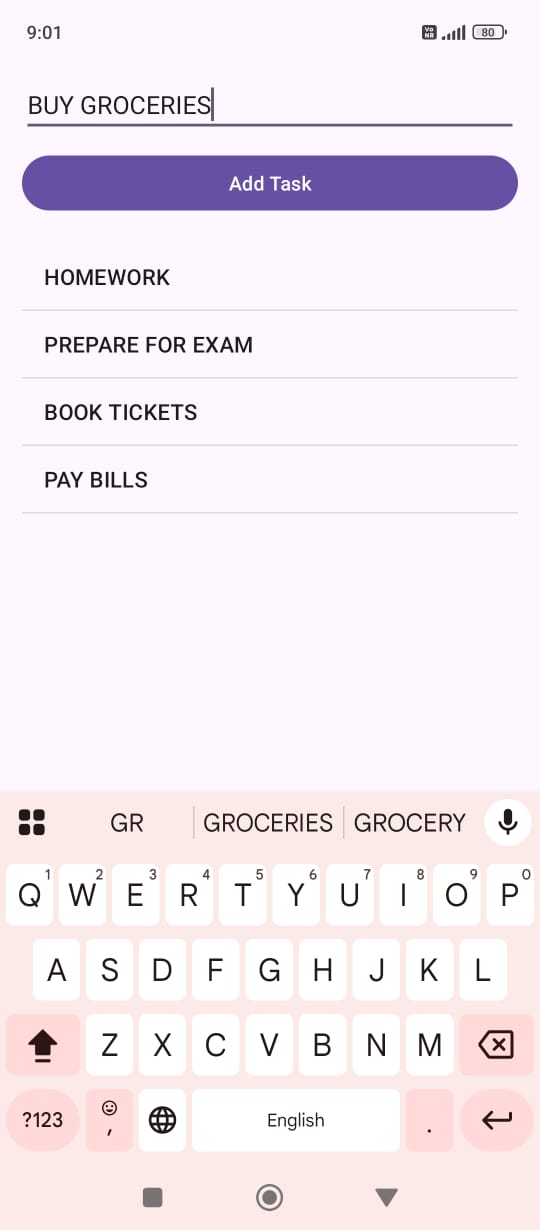 9:01
Vo NR 80
BUY GROCERIES
Add Task
HOMEWORK
PREPARE FOR EXAM
BOOK TICKETS
PAY BILLS
GR GROCERIES GROCERY
1 2 3 4 5 6 7 8 9 0
Q W E R T Y U I O P
A S D F G H J K L
Z X C V B N M
?123 , English .